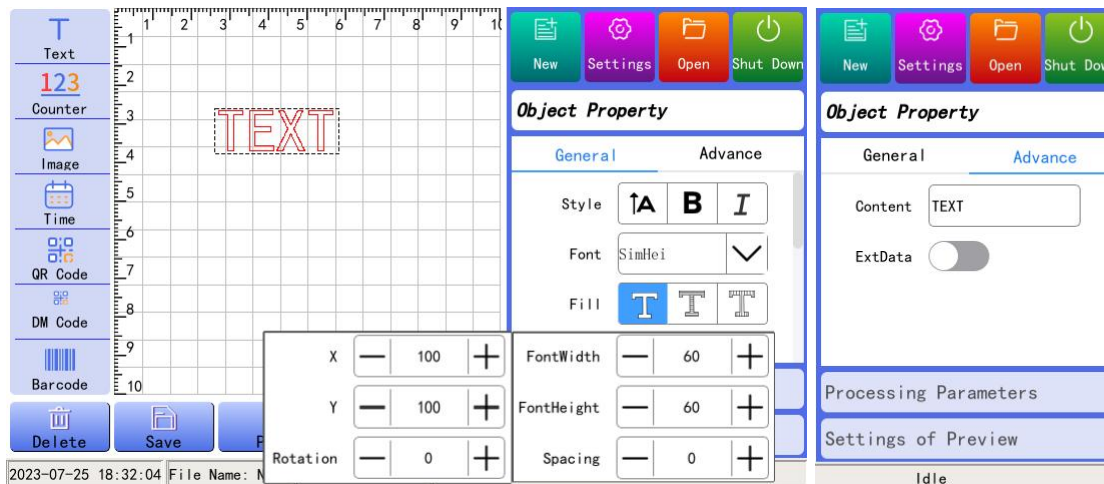 Text
123
Counter
Image
Time
QR Code
DM Code
Barcode
1 2 3 4 5 6 7 8 9
1
2
3
4
5
6
7
8
9
10
TEXT
Delete
Save
2023-07-25 18:32:04 File Name:
New Settings Open Shut Down
Object Property
General Advance
Style A B I
Font SimHei
Fill T T T
X 100
Y 100
Rotation 0
FontWidth 60
FontHeight 60
Spacing 0
New Settings Open Shut
Object Property
General Advance
Content TEXT
ExtData
Processing Parameters
Settings of Preview
Idle